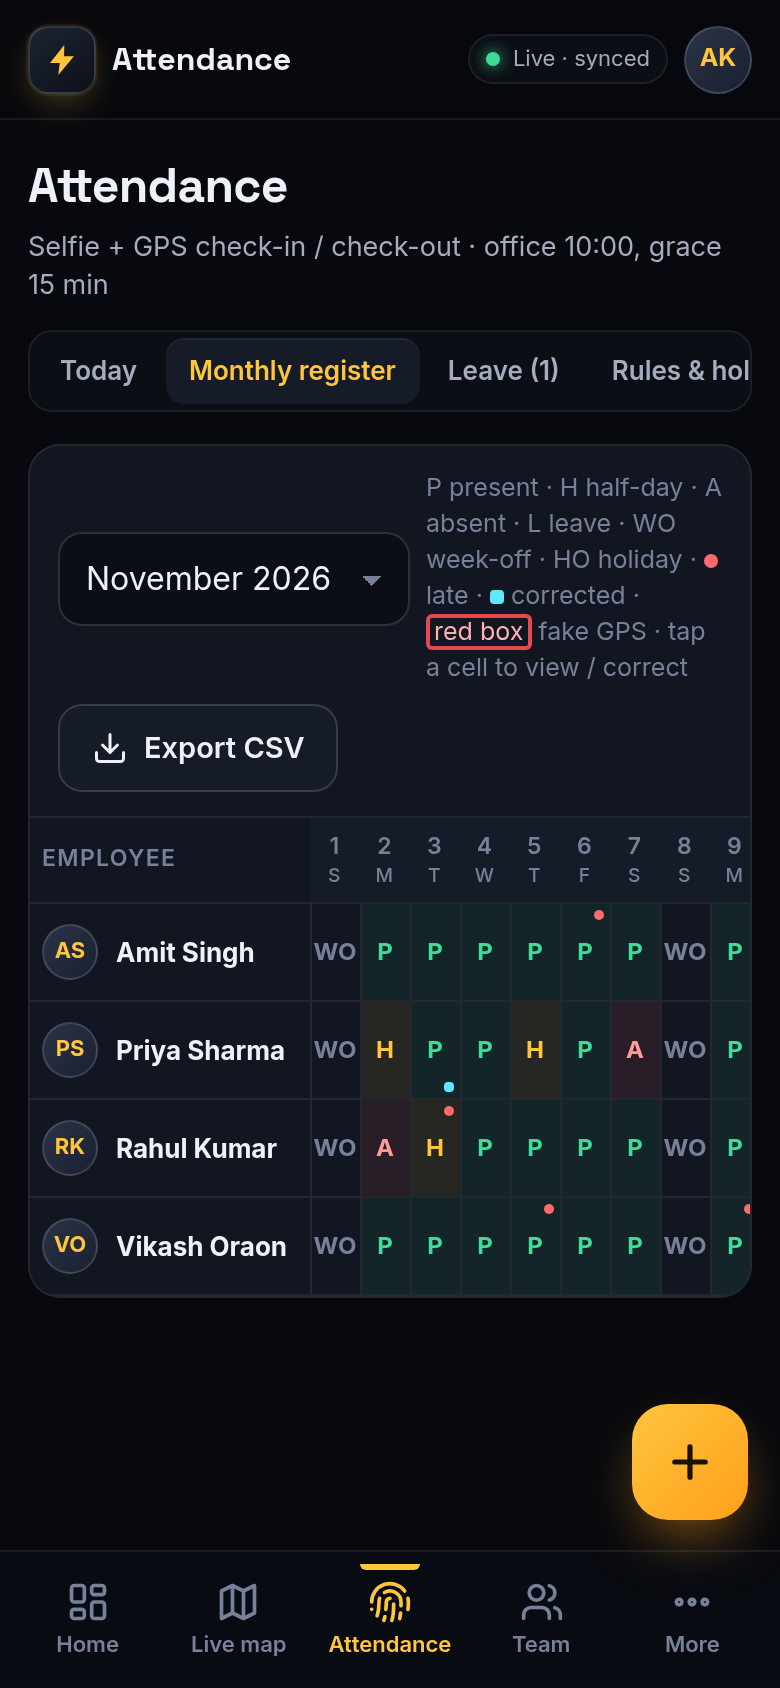 Attendance
Live · synced
AK
Attendance
Selfie + GPS check-in / check-out · office 10:00, grace
15 min
Today
Monthly register
Leave (1)
Rules & hol
November 2026
P present · H half-day · A
absent · L leave · WO
week-off · HO holiday ·
late · corrected ·
red box fake GPS · tap
a cell to view / correct
Export CSV
EMPLOYEE 1 2 3 4 5 6 7 8 9
S M T W T F S S M
AS Amit Singh WO P P P P P P WO P
PS Priya Sharma WO H P P H P A WO P
RK Rahul Kumar WO A H P P P P WO P
VO Vikash Oraon WO P P P P P P WO P
Home
Live map
Attendance
Team
More